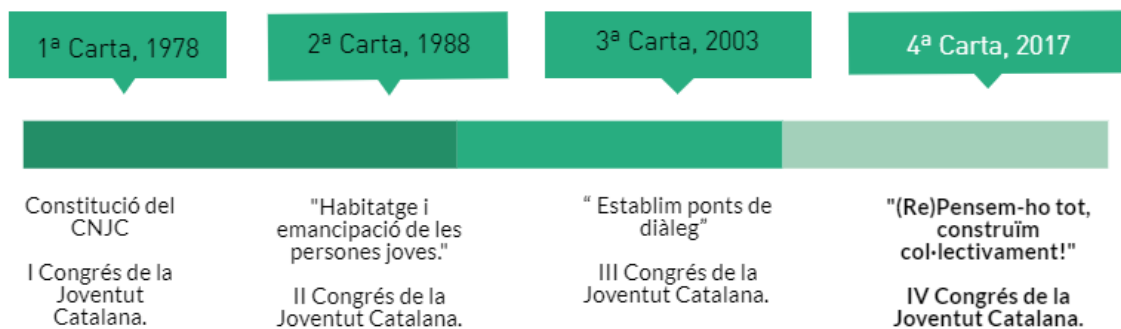 1ª Carta, 1978
2ª Carta, 1988
3ª Carta, 2003
4ª Carta, 2017
Constitució del
CNJC
I Congrés de la
Joventut
Catalana.
"Habitatge i
emancipació de les
persones joves."
II Congrés de la
Joventut Catalana.
“ Establim ponts de
diàleg”
III Congrés de la
Joventut Catalana.
"(Re)Pensem-ho tot,
construïm
col·lectivament!"
IV Congrés de la
Joventut Catalana.